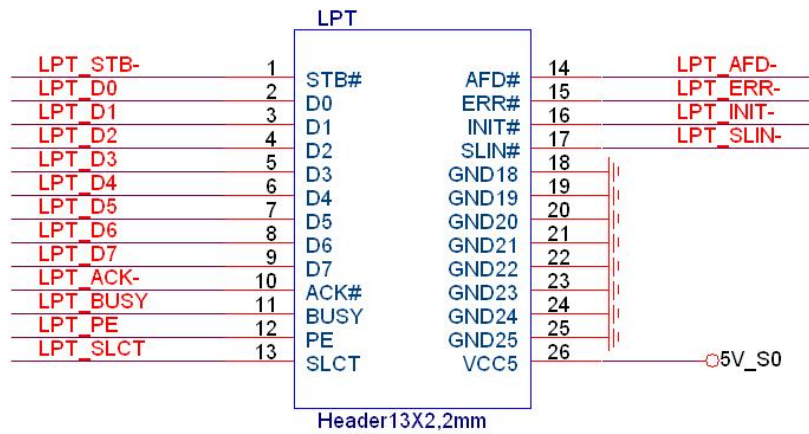 LPT
LPT_STB- 1 STB# AFD# 14 LPT_AFD-
LPT_D0 2 D0 ERR# 15 LPT_ERR-
LPT_D1 3 D1 INIT# 16 LPT_INIT-
LPT_D2 4 D2 SLIN# 17 LPT_SLIN-
LPT_D3 5 D3 GND18 18
LPT_D4 6 D4 GND19 19
LPT_D5 7 D5 GND20 20
LPT_D6 8 D6 GND21 21
LPT_D7 9 D7 GND22 22
LPT_ACK- 10 ACK# GND23 23
LPT_BUSY 11 BUSY GND24 24
LPT_PE 12 PE GND25 25
LPT_SLCT 13 SLCT VCC5 26 5V_S0
Header13X2,2mm